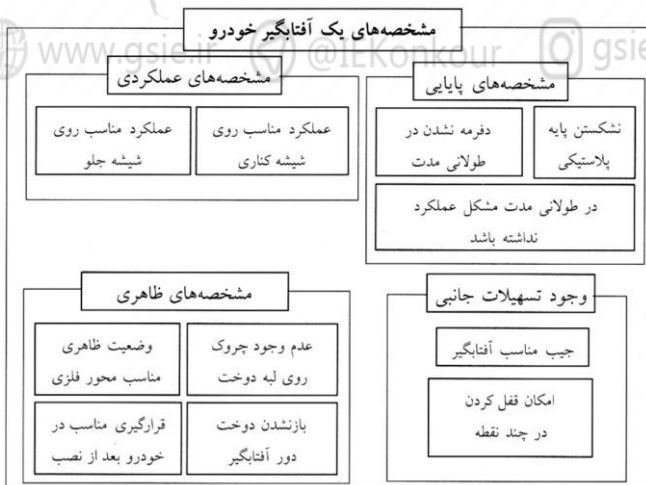 مشخصه‌های یک آفتابگیر خودرو
www.gsie.ir
@IEKonkour
gsie
مشخصه‌های پایایی
نشکستن پایه
پلاستیکی
دفرمه نشدن در
طولانی مدت
در طولانی مدت مشکل عملکرد
نداشته باشد
مشخصه‌های عملکردی
عملکرد مناسب روی
شیشه کناری
عملکرد مناسب روی
شیشه جلو
وجود تسهیلات جانبی
جیب مناسب آفتابگیر
امکان قفل کردن
در چند نقطه
مشخصه‌های ظاهری
عدم وجود چروک
روی لبه دوخت
وضعیت ظاهری
مناسب محور فلزی
بازنشدن دوخت
دور آفتابگیر
قرارگیری مناسب در
خودرو بعد از نصب